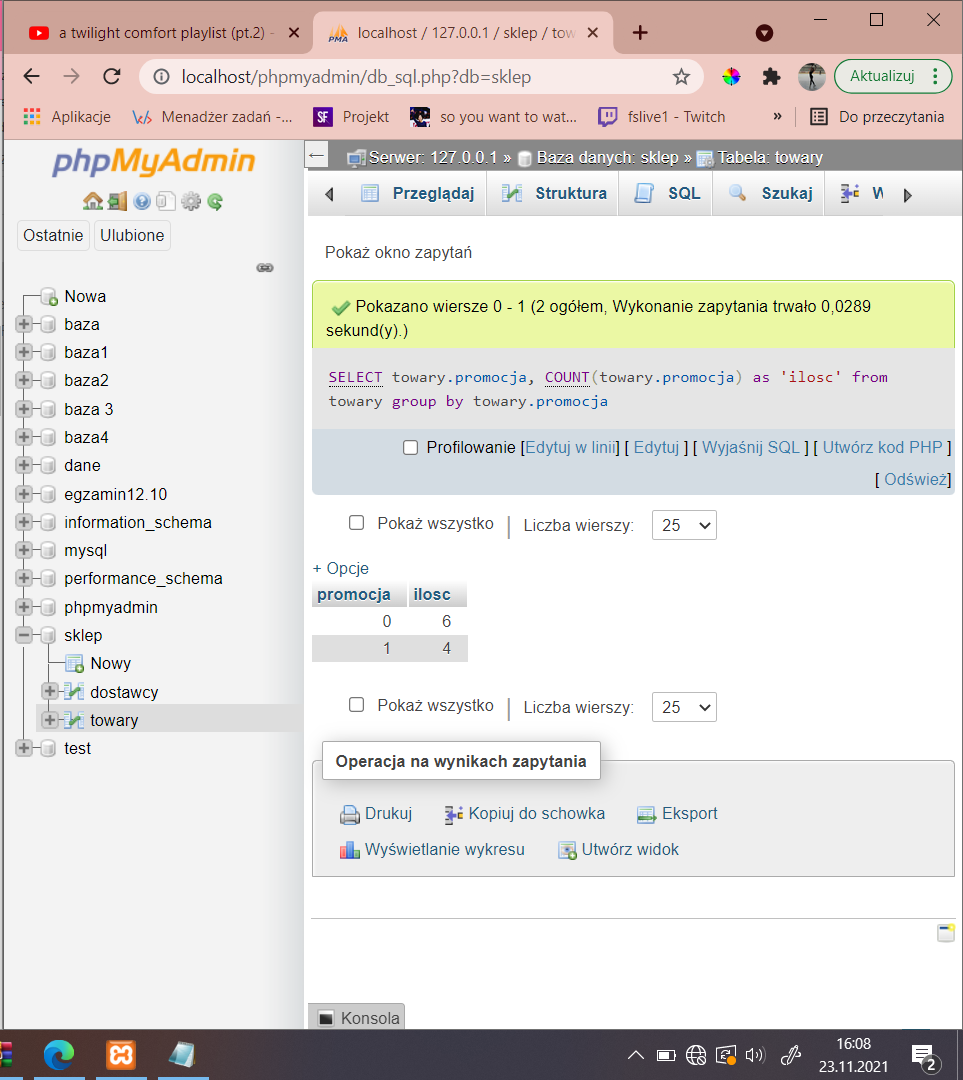 a twilight comfort playlist (pt.2) -
localhost / 127.0.0.1 / sklep / tow
localhost/phpmyadmin/db_sql.php?db=sklep
Aktualizuj
Aplikacje
Menadżer zadań -...
SF Projekt
so you want to wat...
fslive1 - Twitch
»
Do przeczytania
phpMyAdmin
Ostatnie
Ulubione
Nowa
baza
baza1
baza2
baza 3
baza4
dane
egzamin12.10
information_schema
mysql
performance_schema
phpmyadmin
sklep
Nowy
dostawcy
towary
test
Serwer: 127.0.0.1 » Baza danych: sklep » Tabela: towary
Przeglądaj
Struktura
SQL
Szukaj
W
Pokaż okno zapytań
Pokazano wiersze 0 - 1 (2 ogółem, Wykonanie zapytania trwało 0,0289
sekund(y).)
SELECT towary.promocja, COUNT(towary.promocja) as 'ilosc' from
towary group by towary.promocja
Profilowanie [Edytuj w linii] [ Edytuj ] [ Wyjaśnij SQL ] [ Utwórz kod PHP ]
[ Odśwież]
Pokaż wszystko | Liczba wierszy: 25
+ Opcje
promocja ilosc
0 6
1 4
Pokaż wszystko | Liczba wierszy: 25
Operacja na wynikach zapytania
Drukuj
Kopiuj do schowka
Eksport
Wyświetlanie wykresu
Utwórz widok
Konsola
16:08
23.11.2021
2